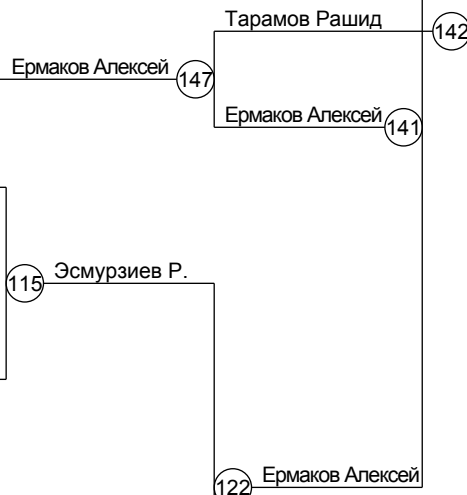 Тарамов Рашид
142
Ермаков Алексей
147
Ермаков Алексей
141
115
Эсмурзиев Р.
122
Ермаков Алексей